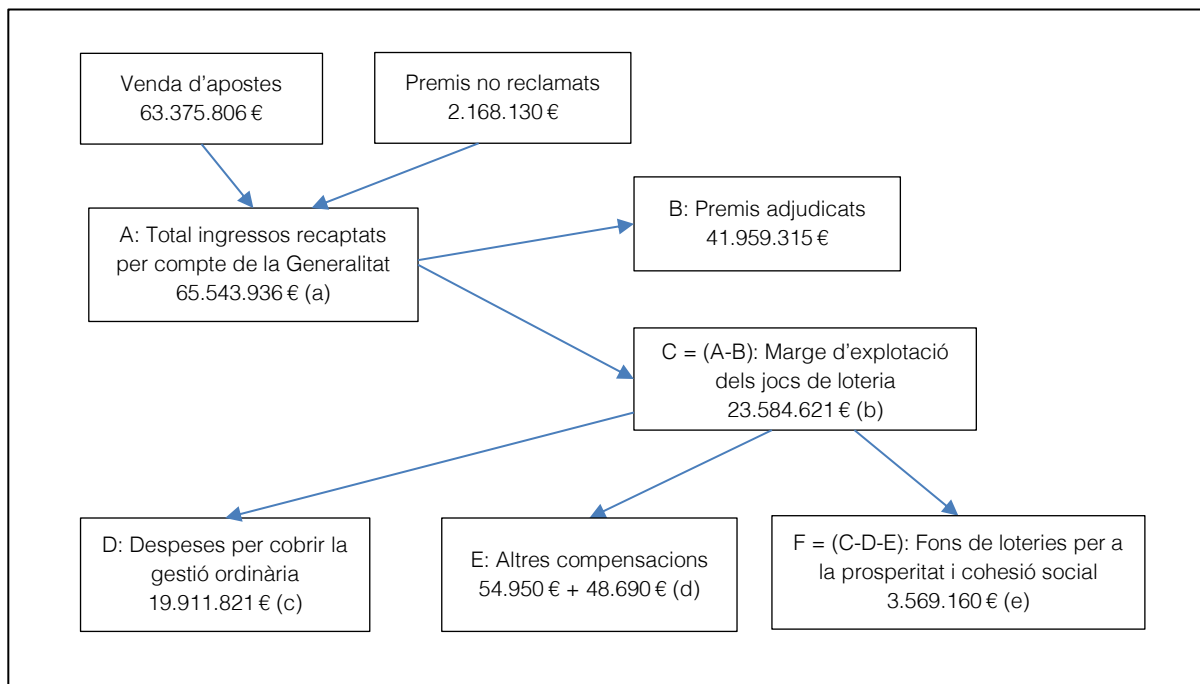 Venda d'apostes
63.375.806 €
Premis no reclamats
2.168.130 €
A: Total ingressos recaptats
per compte de la Generalitat
65.543.936 € (a)
B: Premis adjudicats
41.959.315 €
C = (A-B): Marge d'explotació
dels jocs de loteria
23.584.621 € (b)
D: Despeses per cobrir la
gestió ordinària
19.911.821 € (c)
E: Altres compensacions
54.950 € + 48.690 € (d)
F = (C-D-E): Fons de loteries per a
la prosperitat i cohesió social
3.569.160 € (e)